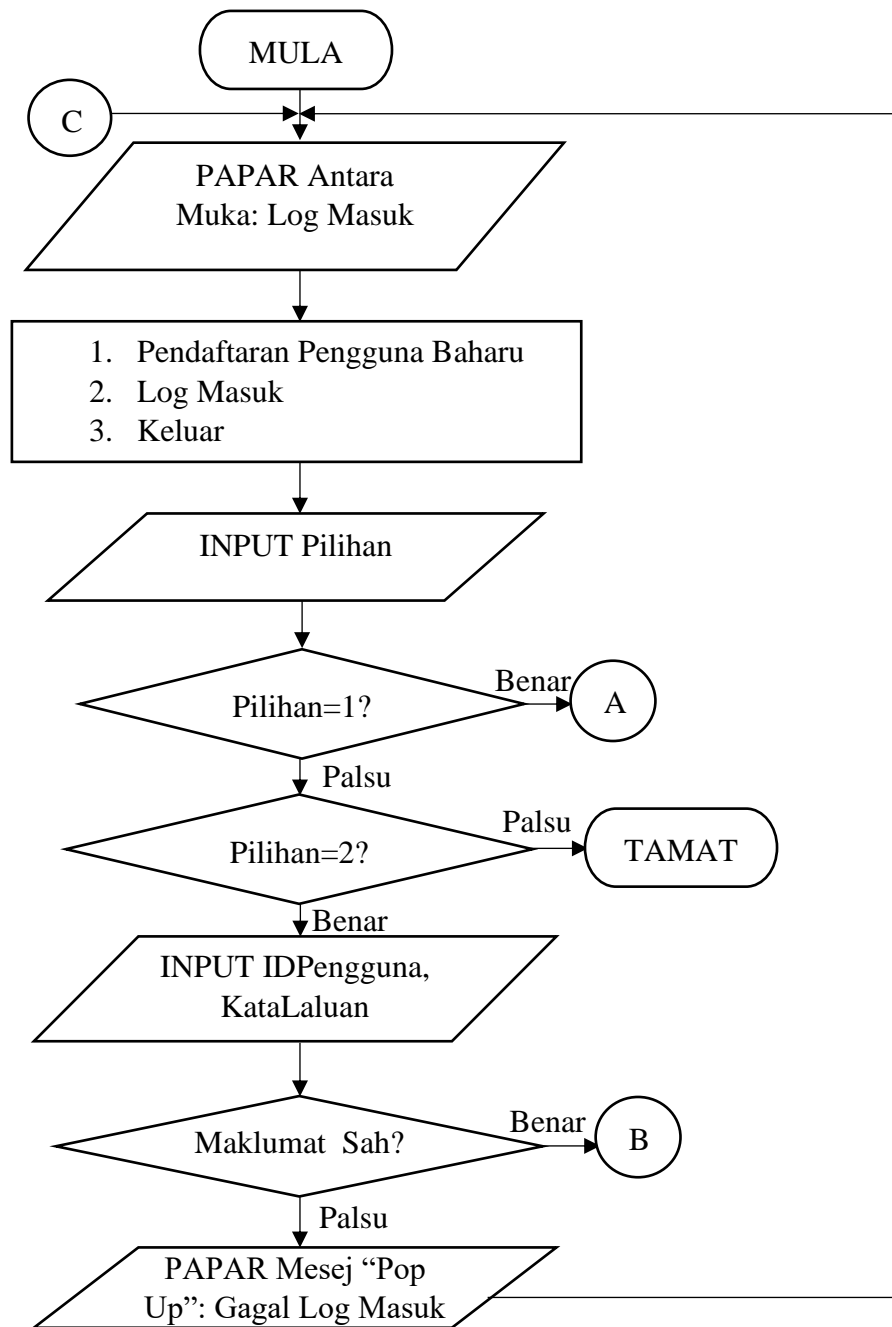 MULA
C
PAPAR Antara
Muka: Log Masuk
1. Pendaftaran Pengguna Baharu
2. Log Masuk
3. Keluar
INPUT Pilihan
Pilihan=1?
Benar
A
Palsu
Pilihan=2?
Palsu
TAMAT
Benar
INPUT IDPengguna,
KataLaluan
Maklumat Sah?
Benar
B
Palsu
PAPAR Mesej “Pop
Up”: Gagal Log Masuk